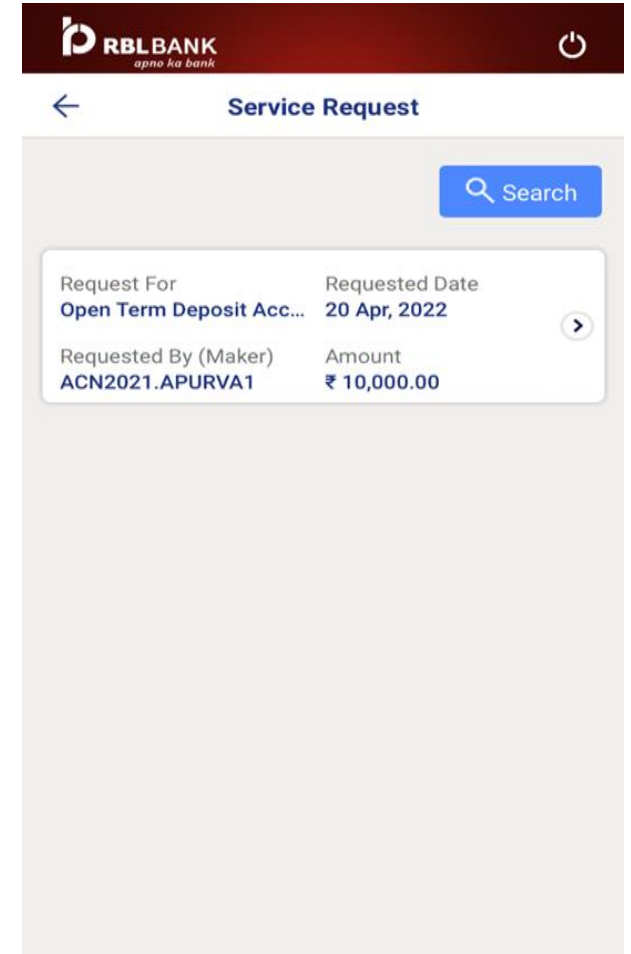 RBLBANK
apno ka bank
Service Request
Search
Request For
Requested Date
Open Term Deposit Acc...
20 Apr, 2022
Requested By (Maker)
Amount
ACN2021.APURVA1
₹ 10,000.00